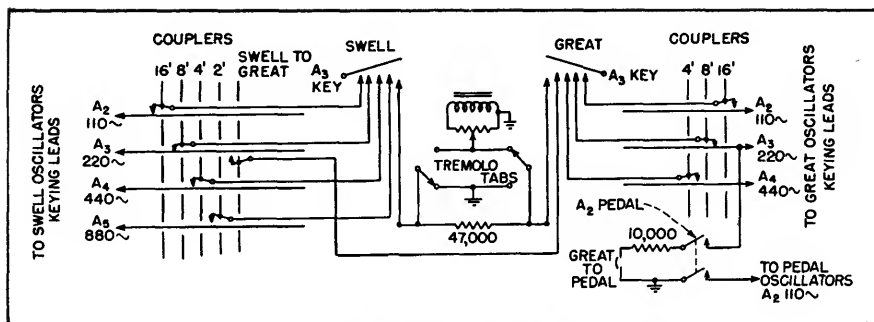 COUPLERS
16' 8' 4' 2'
SWELL TO
GREAT
SWELL
A3
KEY
GREAT
A3 KEY
COUPLERS
4' 8' 16'
TO SWELL OSCILLATORS
KEYING LEADS
A2
110~
A3
220~
A4
440~
A5
880~
TREMOLO
TABS
47,000
A2
110~
A3
220~
A4
440~
TO GREAT OSCILLATORS
KEYING LEADS
A2 PEDAL
10,000
GREAT
TO
PEDAL
TO PEDAL
OSCILLATORS
A2 110~